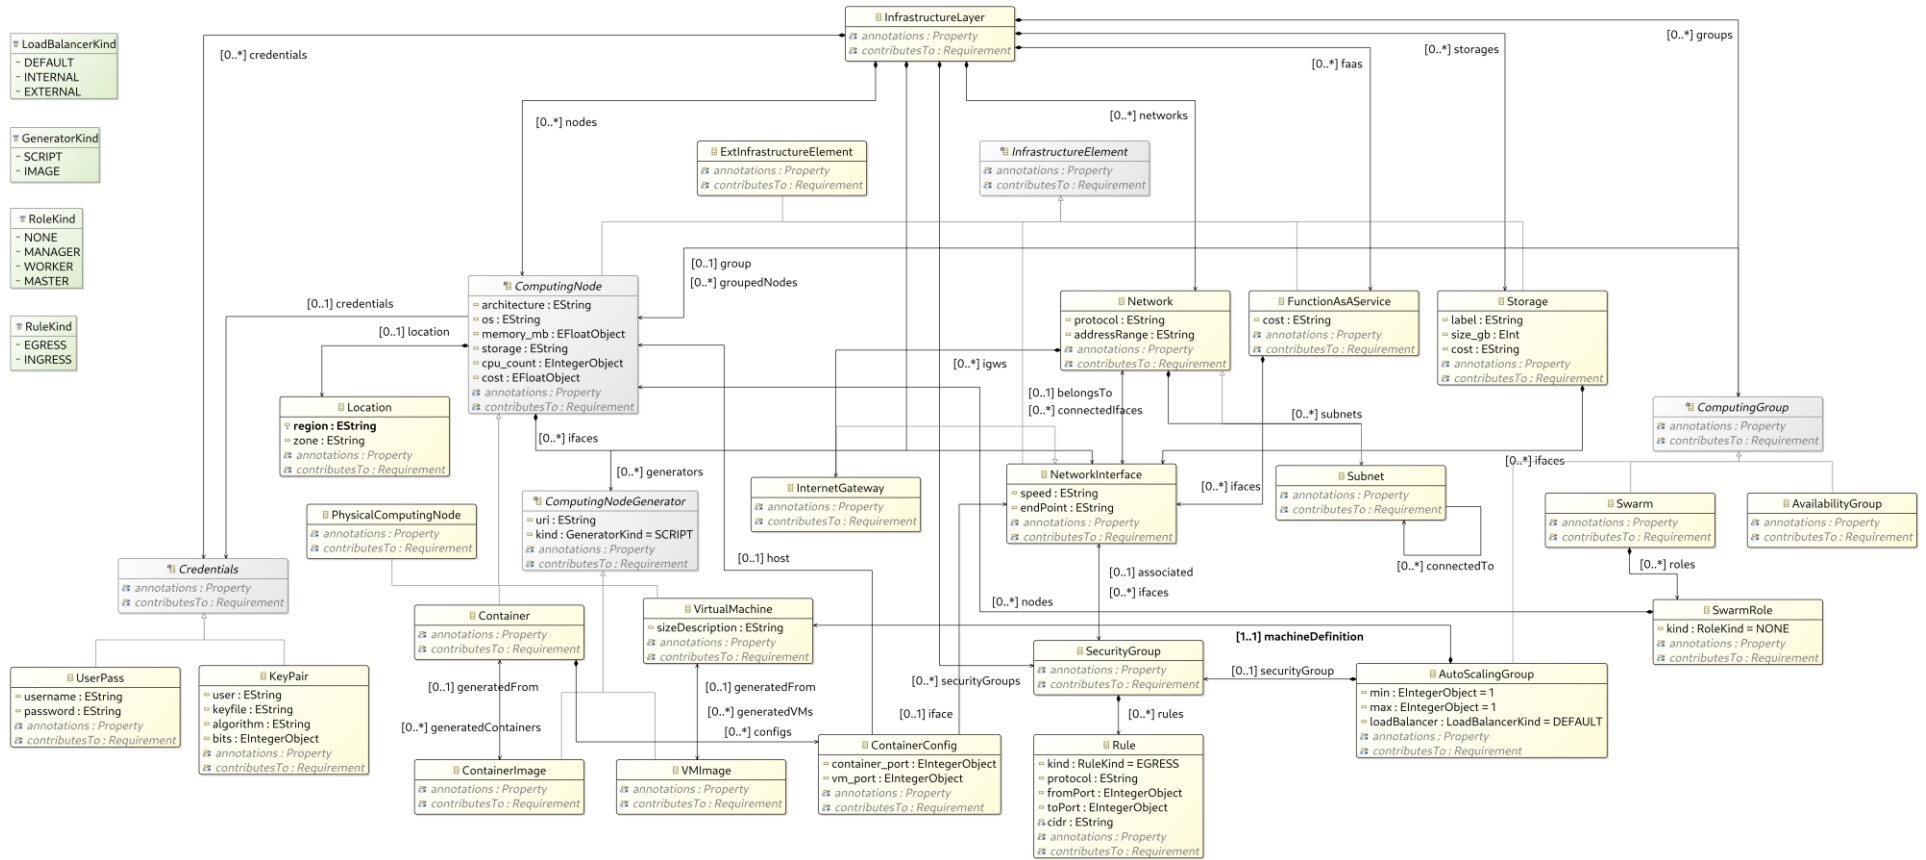 InfrastructureLayer
annotations : Property
contributesTo : Requirement
[0..*] credentials
[0..*] groups
[0..*] storages
[0..*] faas
[0..*] nodes
[0..*] networks
LoadBalancerKind
DEFAULT
INTERNAL
EXTERNAL
GeneratorKind
SCRIPT
IMAGE
RoleKind
NONE
MANAGER
WORKER
MASTER
RuleKind
EGRESS
INGRESS
ExtInfrastructureElement
annotations : Property
contributesTo : Requirement
InfrastructureElement
annotations : Property
contributesTo : Requirement
[0..1] group
[0..*] groupedNodes
ComputingNode
architecture : EString
os : EString
memory_mb : EFloatObject
storage : EString
cpu_count : EIntegerObject
cost : EFloatObject
annotations : Property
contributesTo : Requirement
[0..1] credentials
[0..1] location
Network
protocol : EString
addressRange : EString
annotations : Property
contributesTo : Requirement
FunctionAsAService
cost : EString
annotations : Property
contributesTo : Requirement
Storage
label : EString
size_gb : EInt
cost : EString
annotations : Property
contributesTo : Requirement
[0..*] igws
[0..1] belongsTo
[0..*] connectedIfaces
[0..*] subnets
Location
region : EString
zone : EString
annotations : Property
contributesTo : Requirement
ComputingGroup
annotations : Property
contributesTo : Requirement
[0..*] ifaces
[0..*] generators
[0..*] ifaces
[0..*] ifaces
ComputingNodeGenerator
uri : EString
kind : GeneratorKind = SCRIPT
annotations : Property
contributesTo : Requirement
InternetGateway
annotations : Property
contributesTo : Requirement
NetworkInterface
speed : EString
endPoint : EString
annotations : Property
contributesTo : Requirement
Subnet
annotations : Property
contributesTo : Requirement
[0..*] connectedTo
Swarm
annotations : Property
contributesTo : Requirement
AvailabilityGroup
annotations : Property
contributesTo : Requirement
PhysicalComputingNode
annotations : Property
contributesTo : Requirement
Credentials
annotations : Property
contributesTo : Requirement
[0..1] host
[0..1] associated
[0..*] ifaces
[0..*] nodes
[0..*] roles
Container
annotations : Property
contributesTo : Requirement
VirtualMachine
sizeDescription : EString
annotations : Property
contributesTo : Requirement
SwarmRole
kind : RoleKind = NONE
annotations : Property
contributesTo : Requirement
[1..1] machineDefinition
SecurityGroup
annotations : Property
contributesTo : Requirement
[0..1] securityGroup
[0..*] securityGroups
AutoScalingGroup
min : EIntegerObject = 1
max : EIntegerObject = 1
loadBalancer : LoadBalancerKind = DEFAULT
annotations : Property
contributesTo : Requirement
UserPass
username : EString
password : EString
annotations : Property
contributesTo : Requirement
KeyPair
user : EString
keyfile : EString
algorithm : EString
bits : EIntegerObject
annotations : Property
contributesTo : Requirement
[0..1] generatedFrom
[0..*] generatedContainers
[0..1] generatedFrom
[0..*] generatedVMs
[0..*] configs
[0..1] iface
[0..*] rules
ContainerImage
annotations : Property
contributesTo : Requirement
VMImage
annotations : Property
contributesTo : Requirement
ContainerConfig
container_port : EIntegerObject
vm_port : EIntegerObject
annotations : Property
contributesTo : Requirement
Rule
kind : RuleKind = EGRESS
protocol : EString
fromPort : EIntegerObject
toPort : EIntegerObject
cidr : EString
annotations : Property
contributesTo : Requirement